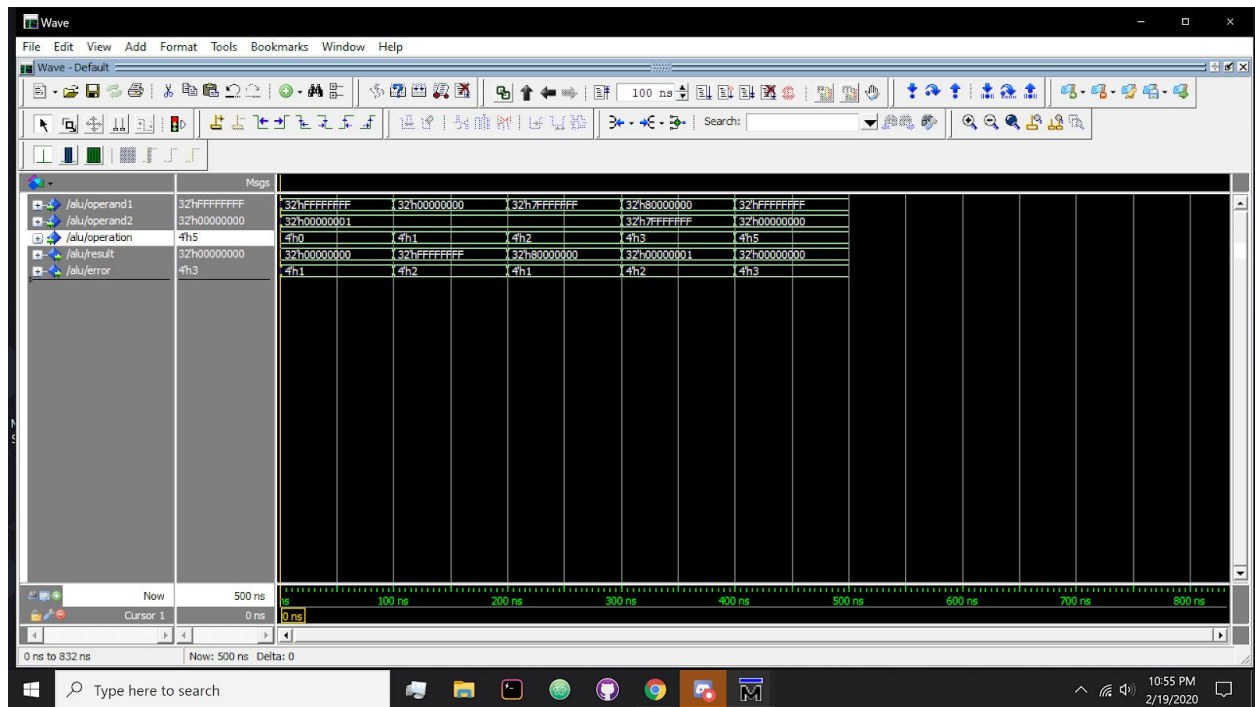 Wave
File Edit View Add Format Tools Bookmarks Window Help
Wave - Default
100 ns Search:
Msgs
/alu/operand1 32'hFFFFFFFF 32'hFFFFFFFF 32'h00000000 32'h7FFFFFFF 32'h80000000 32'hFFFFFFFF
/alu/operand2 32'h00000000 32'h00000001 32'h7FFFFFFF 32'h00000000
/alu/operation 4'h5 4'h0 4'h1 4'h2 4'h3 4'h5
/alu/result 32'h00000000 32'h00000000 32'hFFFFFFFF 32'h80000000 32'h00000001 32'h00000000
/alu/error 4'h3 4'h1 4'h2 4'h1 4'h2 4'h3
Now 500 ns ns 100 ns 200 ns 300 ns 400 ns 500 ns 600 ns 700 ns 800 ns
Cursor 1 0 ns 0 ns
0 ns to 832 ns Now: 500 ns Delta: 0
Type here to search 10:55 PM
2/19/2020